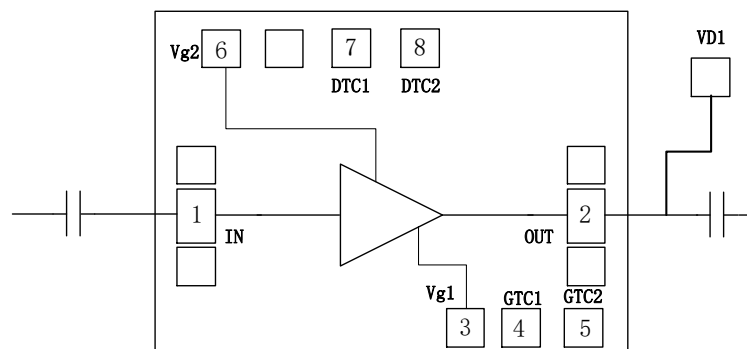 Vg2 6 7 8
DTC1 DTC2
VD1
1 2
IN OUT
Vg1 GTC1 GTC2
3 4 5